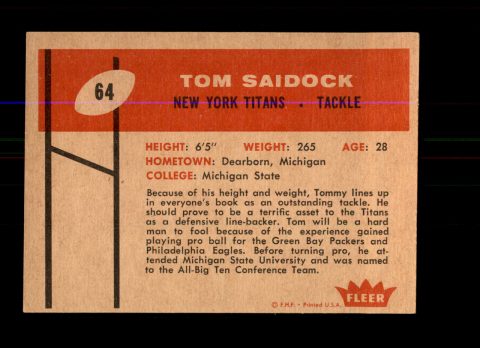 64
TOM SAIDOCK
NEW YORK TITANS . TACKLE
HEIGHT: 6'5" WEIGHT: 265 AGE: 28
HOMETOWN: Dearborn, Michigan
COLLEGE: Michigan State
Because of his height and weight, Tommy lines up
in everyone's book as an outstanding tackle. He
should prove to be a terrific asset to the Titans
as a defensive line-backer. Tom will be a hard
man to fool because of the experience gained
playing pro ball for the Green Bay Packers and
Philadelphia Eagles. Before turning pro, he at-
tended Michigan State University and was named
to the All-Big Ten Conference Team.
FLEER
© F.H.F. - Printed U.S.A.